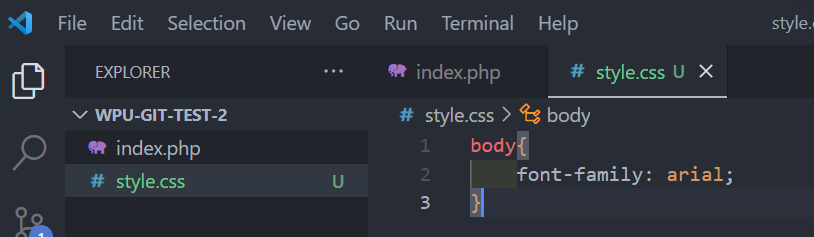 File Edit Selection View Go Run Terminal Help style.
EXPLORER ···
index.php
# style.css U ×
WPU-GIT-TEST-2
index.php
# style.css U
1
# style.css > body
1 body{
2 font-family: arial;
3 }